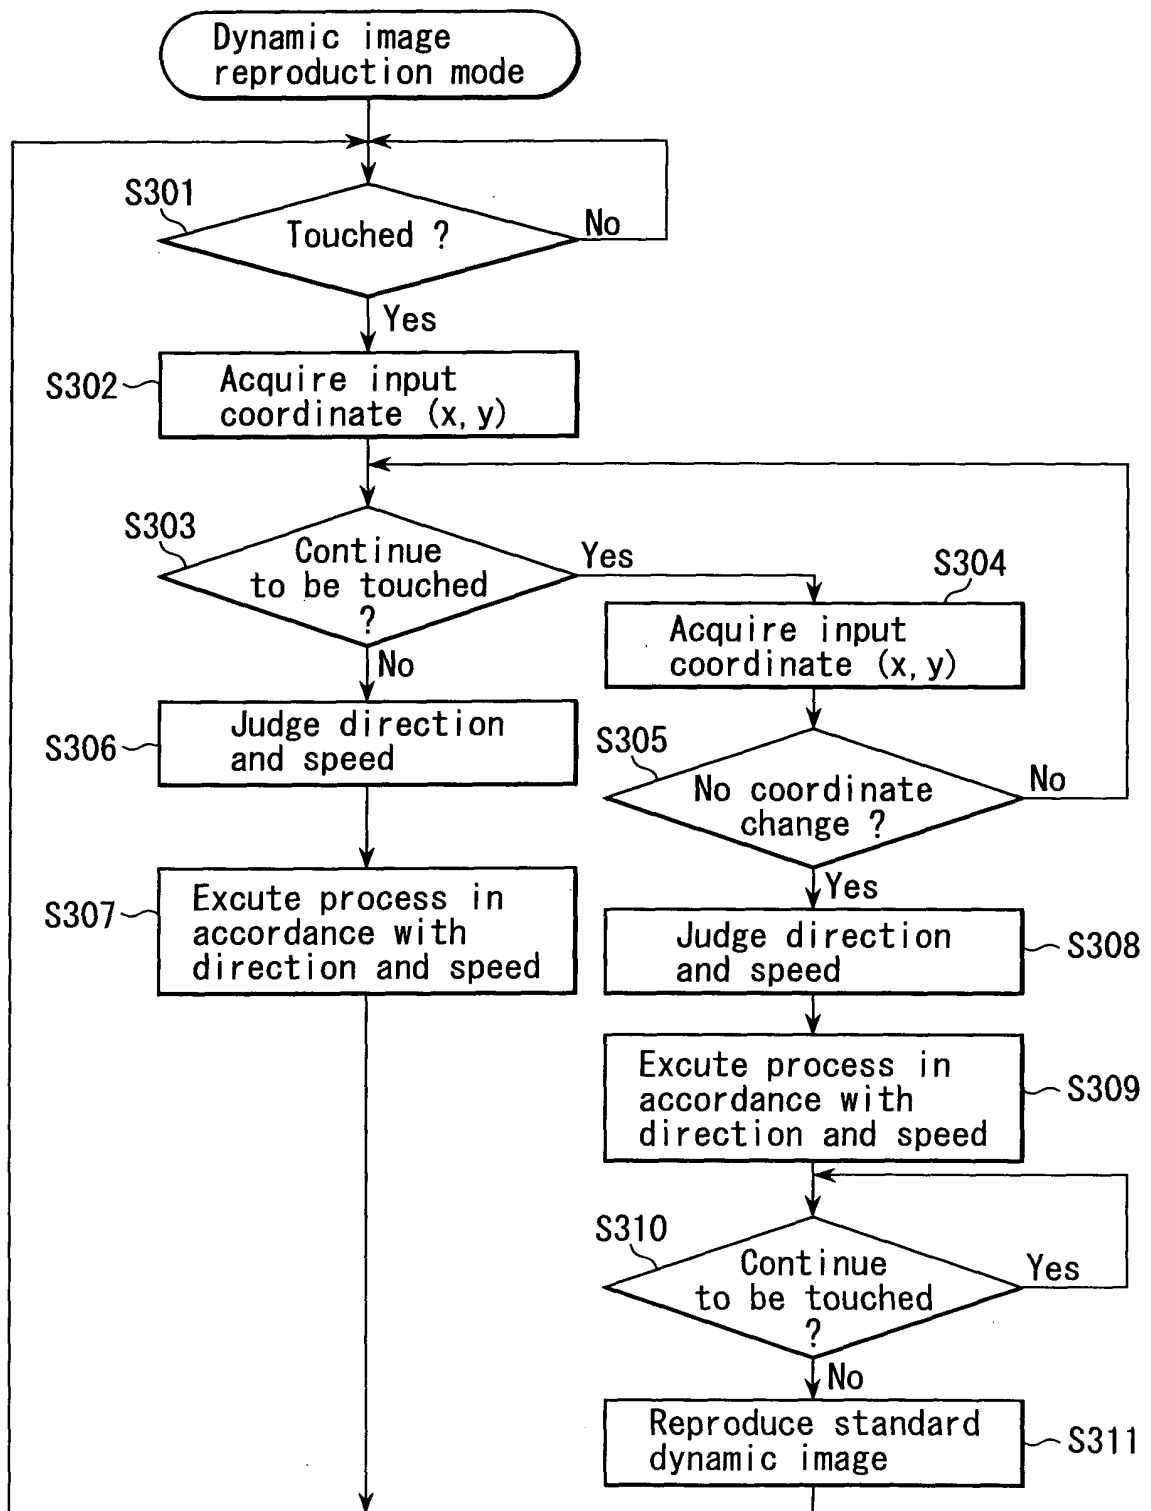 Dynamic image
reproduction mode
S301
Touched ?
No
Yes
S302
Acquire input
coordinate (x, y)
S303
Continue
to be touched
?
Yes
No
S304
Acquire input
coordinate (x, y)
S305
No coordinate
change ?
No
Yes
S306
Judge direction
and speed
S307
Excute process in
accordance with
direction and speed
Judge direction
and speed
S308
Excute process in
accordance with
direction and speed
S309
S310
Continue
to be touched
?
Yes
No
Reproduce standard
dynamic image
S311